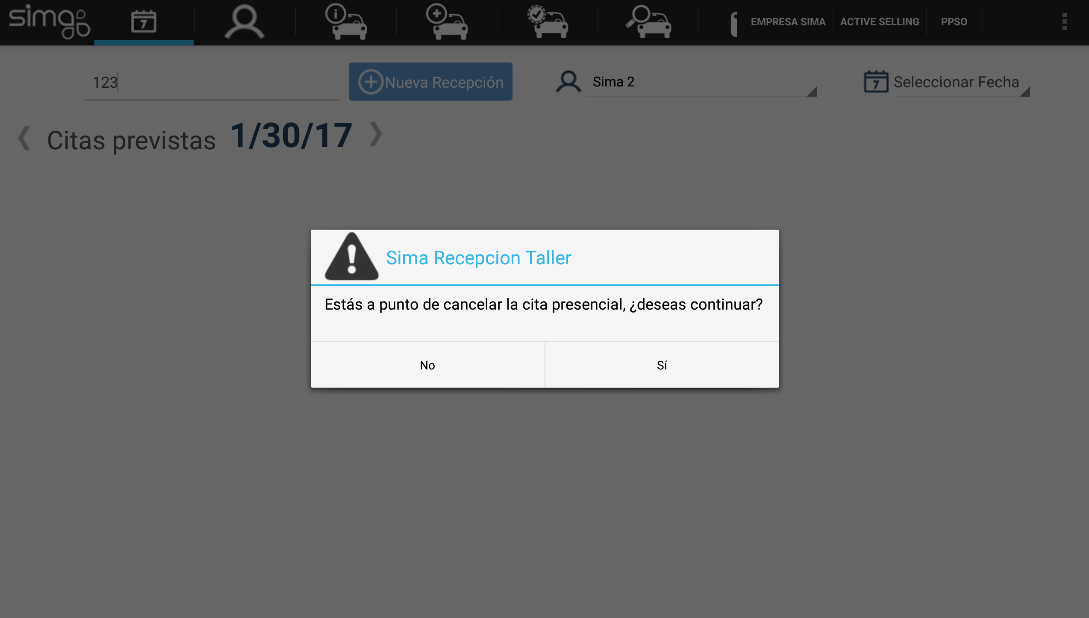 simago
7
i
EMPRESA SIMA
ACTIVE SELLING
PPSO
123
Nueva Recepción
Sima 2
7
Seleccionar Fecha
Citas previstas 1/30/17
Sima Recepcion Taller
Estás a punto de cancelar la cita presencial, ¿deseas continuar?
No
Sí